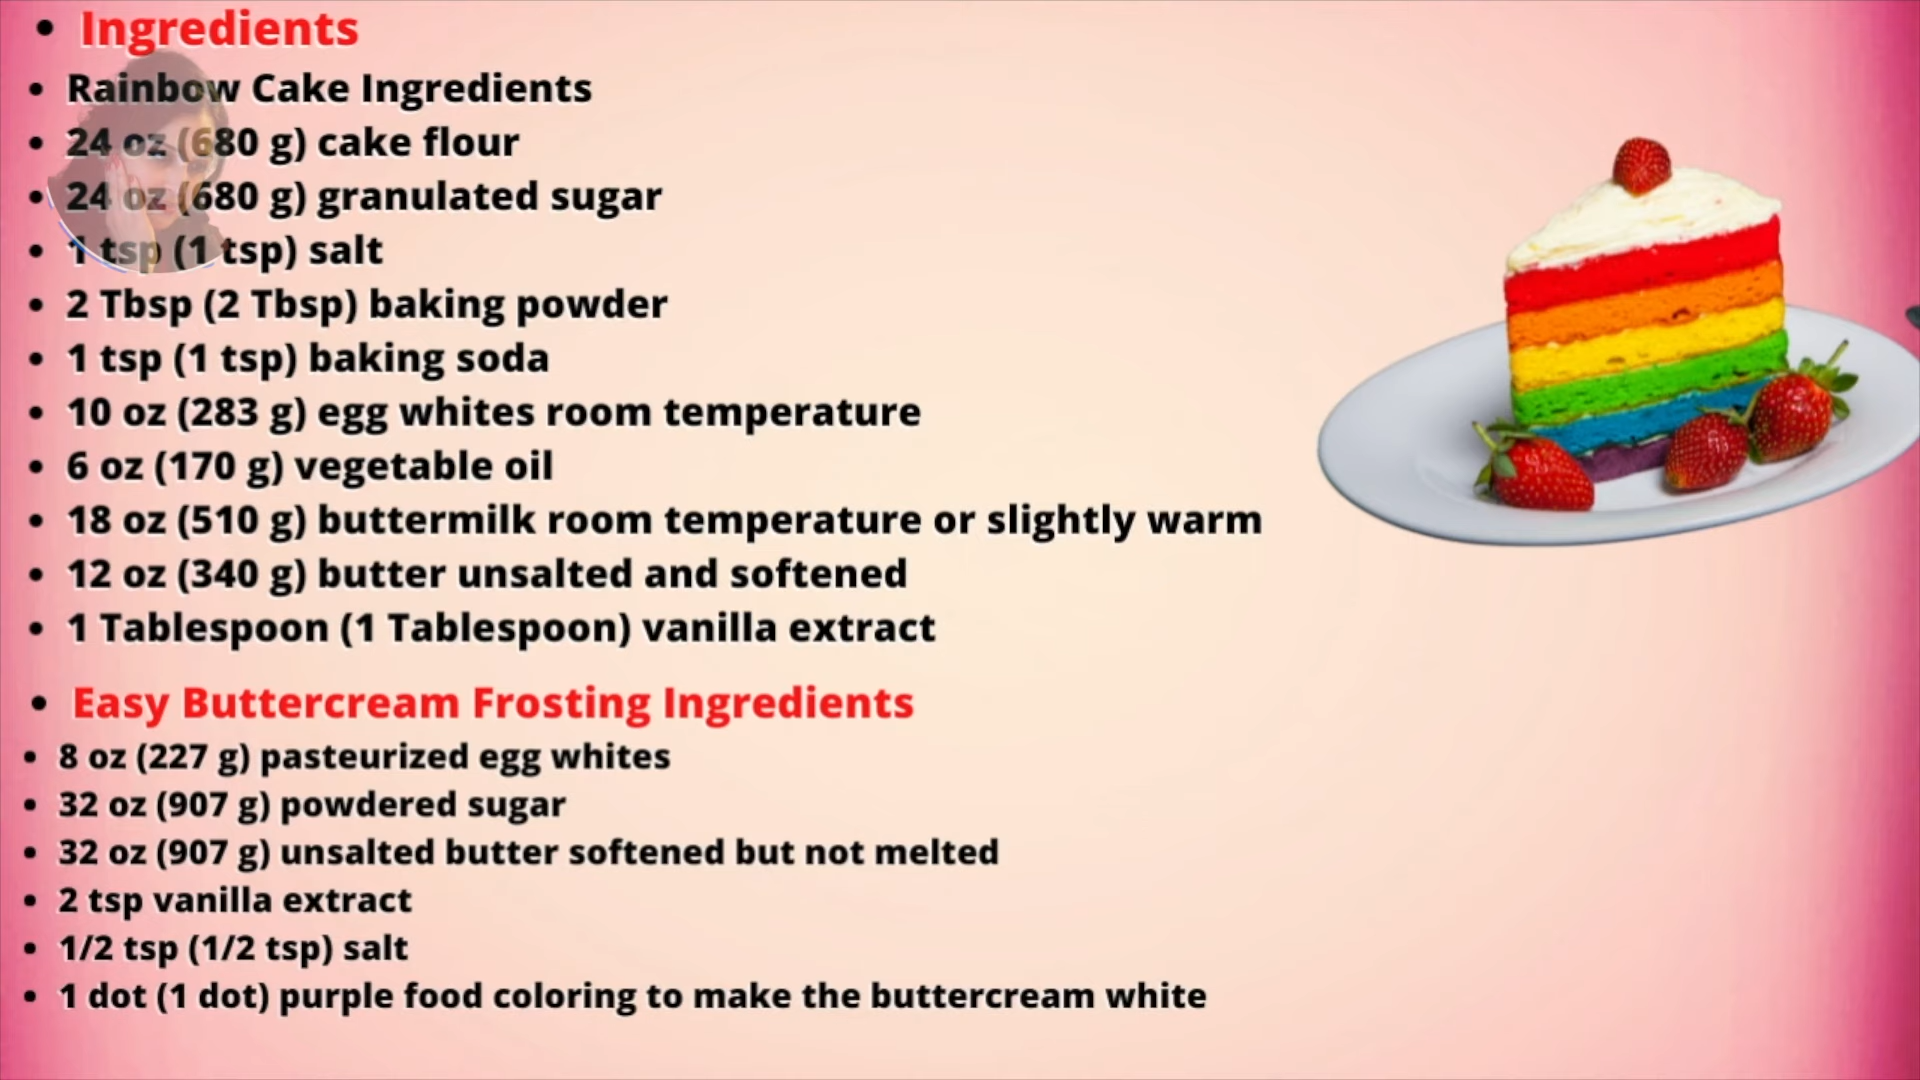 • Ingredients
• Rainbow Cake Ingredients
• 24 oz (680 g) cake flour
• 24 oz (680 g) granulated sugar
• 1 tsp (1 tsp) salt
• 2 Tbsp (2 Tbsp) baking powder
• 1 tsp (1 tsp) baking soda
• 10 oz (283 g) egg whites room temperature
• 6 oz (170 g) vegetable oil
• 18 oz (510 g) buttermilk room temperature or slightly warm
• 12 oz (340 g) butter unsalted and softened
• 1 Tablespoon (1 Tablespoon) vanilla extract
• Easy Buttercream Frosting Ingredients
• 8 oz (227 g) pasteurized egg whites
• 32 oz (907 g) powdered sugar
• 32 oz (907 g) unsalted butter softened but not melted
• 2 tsp vanilla extract
• 1/2 tsp (1/2 tsp) salt
• 1 dot (1 dot) purple food coloring to make the buttercream white